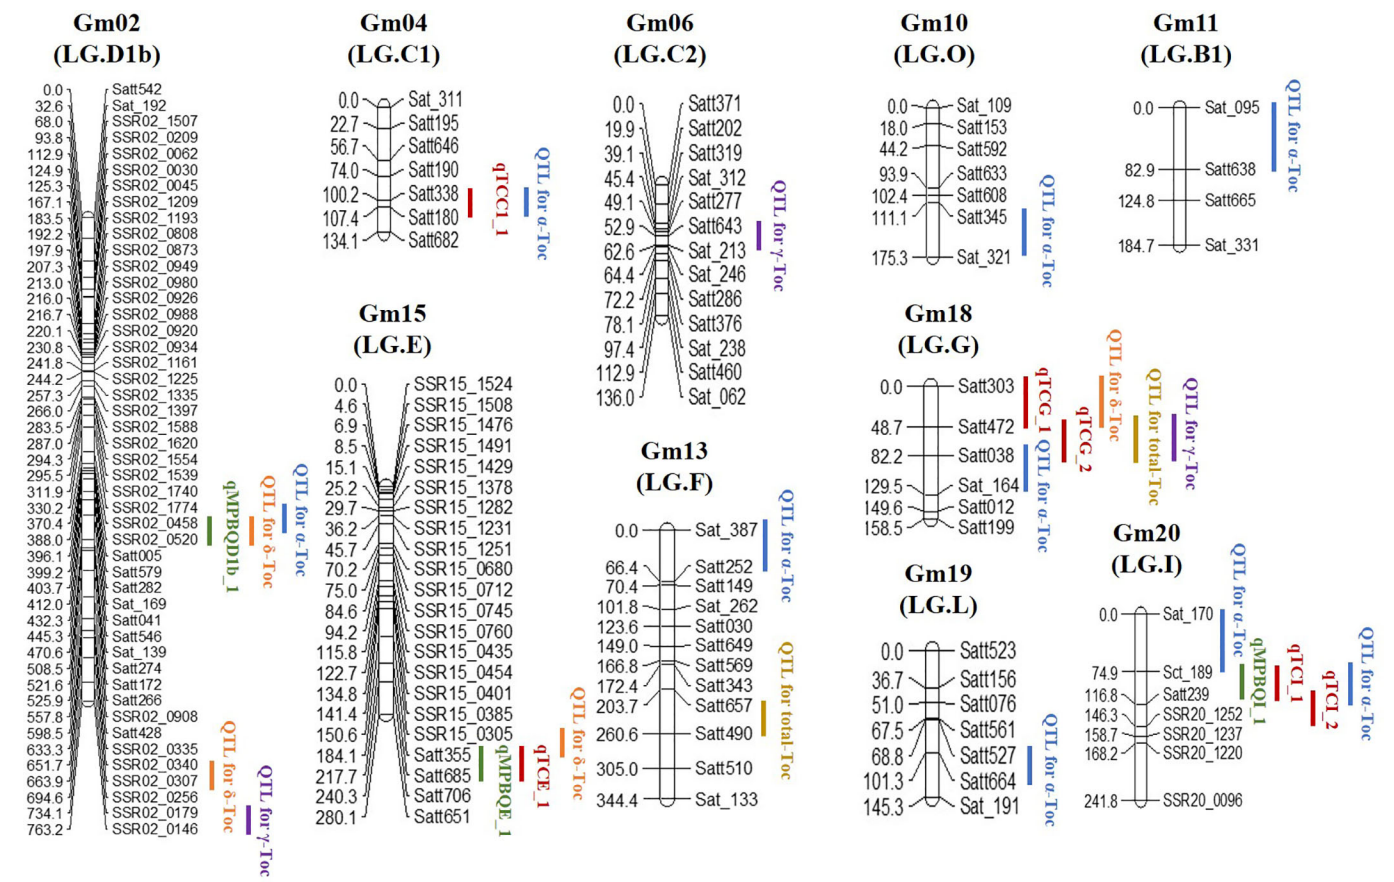 Gm02
(LG.D1b)
0.0 Satt542
32.6 Sat_192
68.0 SSR02_1507
93.8 SSR02_0209
112.9 SSR02_0062
124.9 SSR02_0030
125.3 SSR02_0045
167.1 SSR02_1209
183.5 SSR02_1193
192.2 SSR02_0808
197.9 SSR02_0873
207.3 SSR02_0949
213.0 SSR02_0980
216.0 SSR02_0926
216.7 SSR02_0988
220.1 SSR02_0920
230.8 SSR02_0934
241.8 SSR02_1161
244.2 SSR02_1225
257.3 SSR02_1335
266.0 SSR02_1397
283.5 SSR02_1588
287.0 SSR02_1620
294.3 SSR02_1554
295.5 SSR02_1539
311.9 SSR02_1740
330.2 SSR02_1774
370.4 SSR02_0458
388.0 SSR02_0520
396.1 Satt005
399.2 Satt579
403.7 Satt282
412.0 Sat_169
432.3 Satt041
445.3 Satt546
470.6 Sat_139
508.5 Satt274
521.6 Satt172
525.9 Satt266
557.8 SSR02_0908
598.5 Satt428
633.3 SSR02_0335
651.7 SSR02_0340
663.9 SSR02_0307
694.6 SSR02_0256
734.1 SSR02_0179
763.2 SSR02_0146
qMPBQD1b_1
QTL for δ-Toc
QTL for α-Toc
QTL for δ-Toc
QTL for γ-Toc
Gm04
(LG.C1)
0.0 Sat_311
22.7 Satt195
56.7 Satt646
74.0 Satt190
100.2 Satt338
107.4 Satt180
134.1 Satt682
qTCC1_1
QTL for α-Toc
Gm15
(LG.E)
0.0 SSR15_1524
4.6 SSR15_1508
6.9 SSR15_1476
8.5 SSR15_1491
15.1 SSR15_1429
25.2 SSR15_1378
29.7 SSR15_1282
36.2 SSR15_1231
45.7 SSR15_1251
70.2 SSR15_0680
75.0 SSR15_0712
84.6 SSR15_0745
94.2 SSR15_0760
115.8 SSR15_0435
122.7 SSR15_0454
134.8 SSR15_0401
141.4 SSR15_0385
150.6 SSR15_0305
184.1 Satt355
217.7 Satt685
240.3 Satt706
280.1 Satt651
qMPBQE_1
qTCE_1
QTL for δ-Toc
Gm06
(LG.C2)
0.0 Satt371
19.9 Satt202
39.1 Satt319
45.4 Sat_312
49.1 Satt277
52.9 Satt643
62.6 Sat_213
64.4 Sat_246
72.2 Satt286
78.1 Satt376
97.4 Sat_238
112.9 Satt460
136.0 Sat_062
QTL for γ-Toc
Gm13
(LG.F)
0.0 Sat_387
66.4 Satt252
70.4 Satt149
101.8 Sat_262
123.6 Satt030
149.0 Satt649
166.8 Satt569
172.4 Satt343
203.7 Satt657
260.6 Satt490
305.0 Satt510
344.4 Sat_133
QTL for α-Toc
QTL for total-Toc
Gm10
(LG.O)
0.0 Sat_109
18.0 Satt153
44.2 Satt592
93.9 Satt633
102.4 Satt608
111.1 Satt345
175.3 Sat_321
QTL for α-Toc
Gm18
(LG.G)
0.0 Satt303
48.7 Satt472
82.2 Satt038
129.5 Sat_164
149.6 Satt012
158.5 Satt199
qTCG_1
QTL for α-Toc
qTCG_2
QTL for δ-Toc
QTL for total-Toc
QTL for γ-Toc
Gm19
(LG.L)
0.0 Satt523
36.7 Satt156
51.0 Satt076
67.5 Satt561
68.8 Satt527
101.3 Satt664
145.3 Sat_191
QTL for α-Toc
Gm11
(LG.B1)
0.0 Sat_095
82.9 Satt638
124.8 Satt665
184.7 Sat_331
QTL for α-Toc
Gm20
(LG.I)
0.0 Sat_170
74.9 Sct_189
116.8 Satt239
146.3 SSR20_1252
158.7 SSR20_1237
168.2 SSR20_1220
241.8 SSR20_0096
QTL for α-Toc
qMPBQI_1
qTCI_1
qTCI_2
QTL for α-Toc